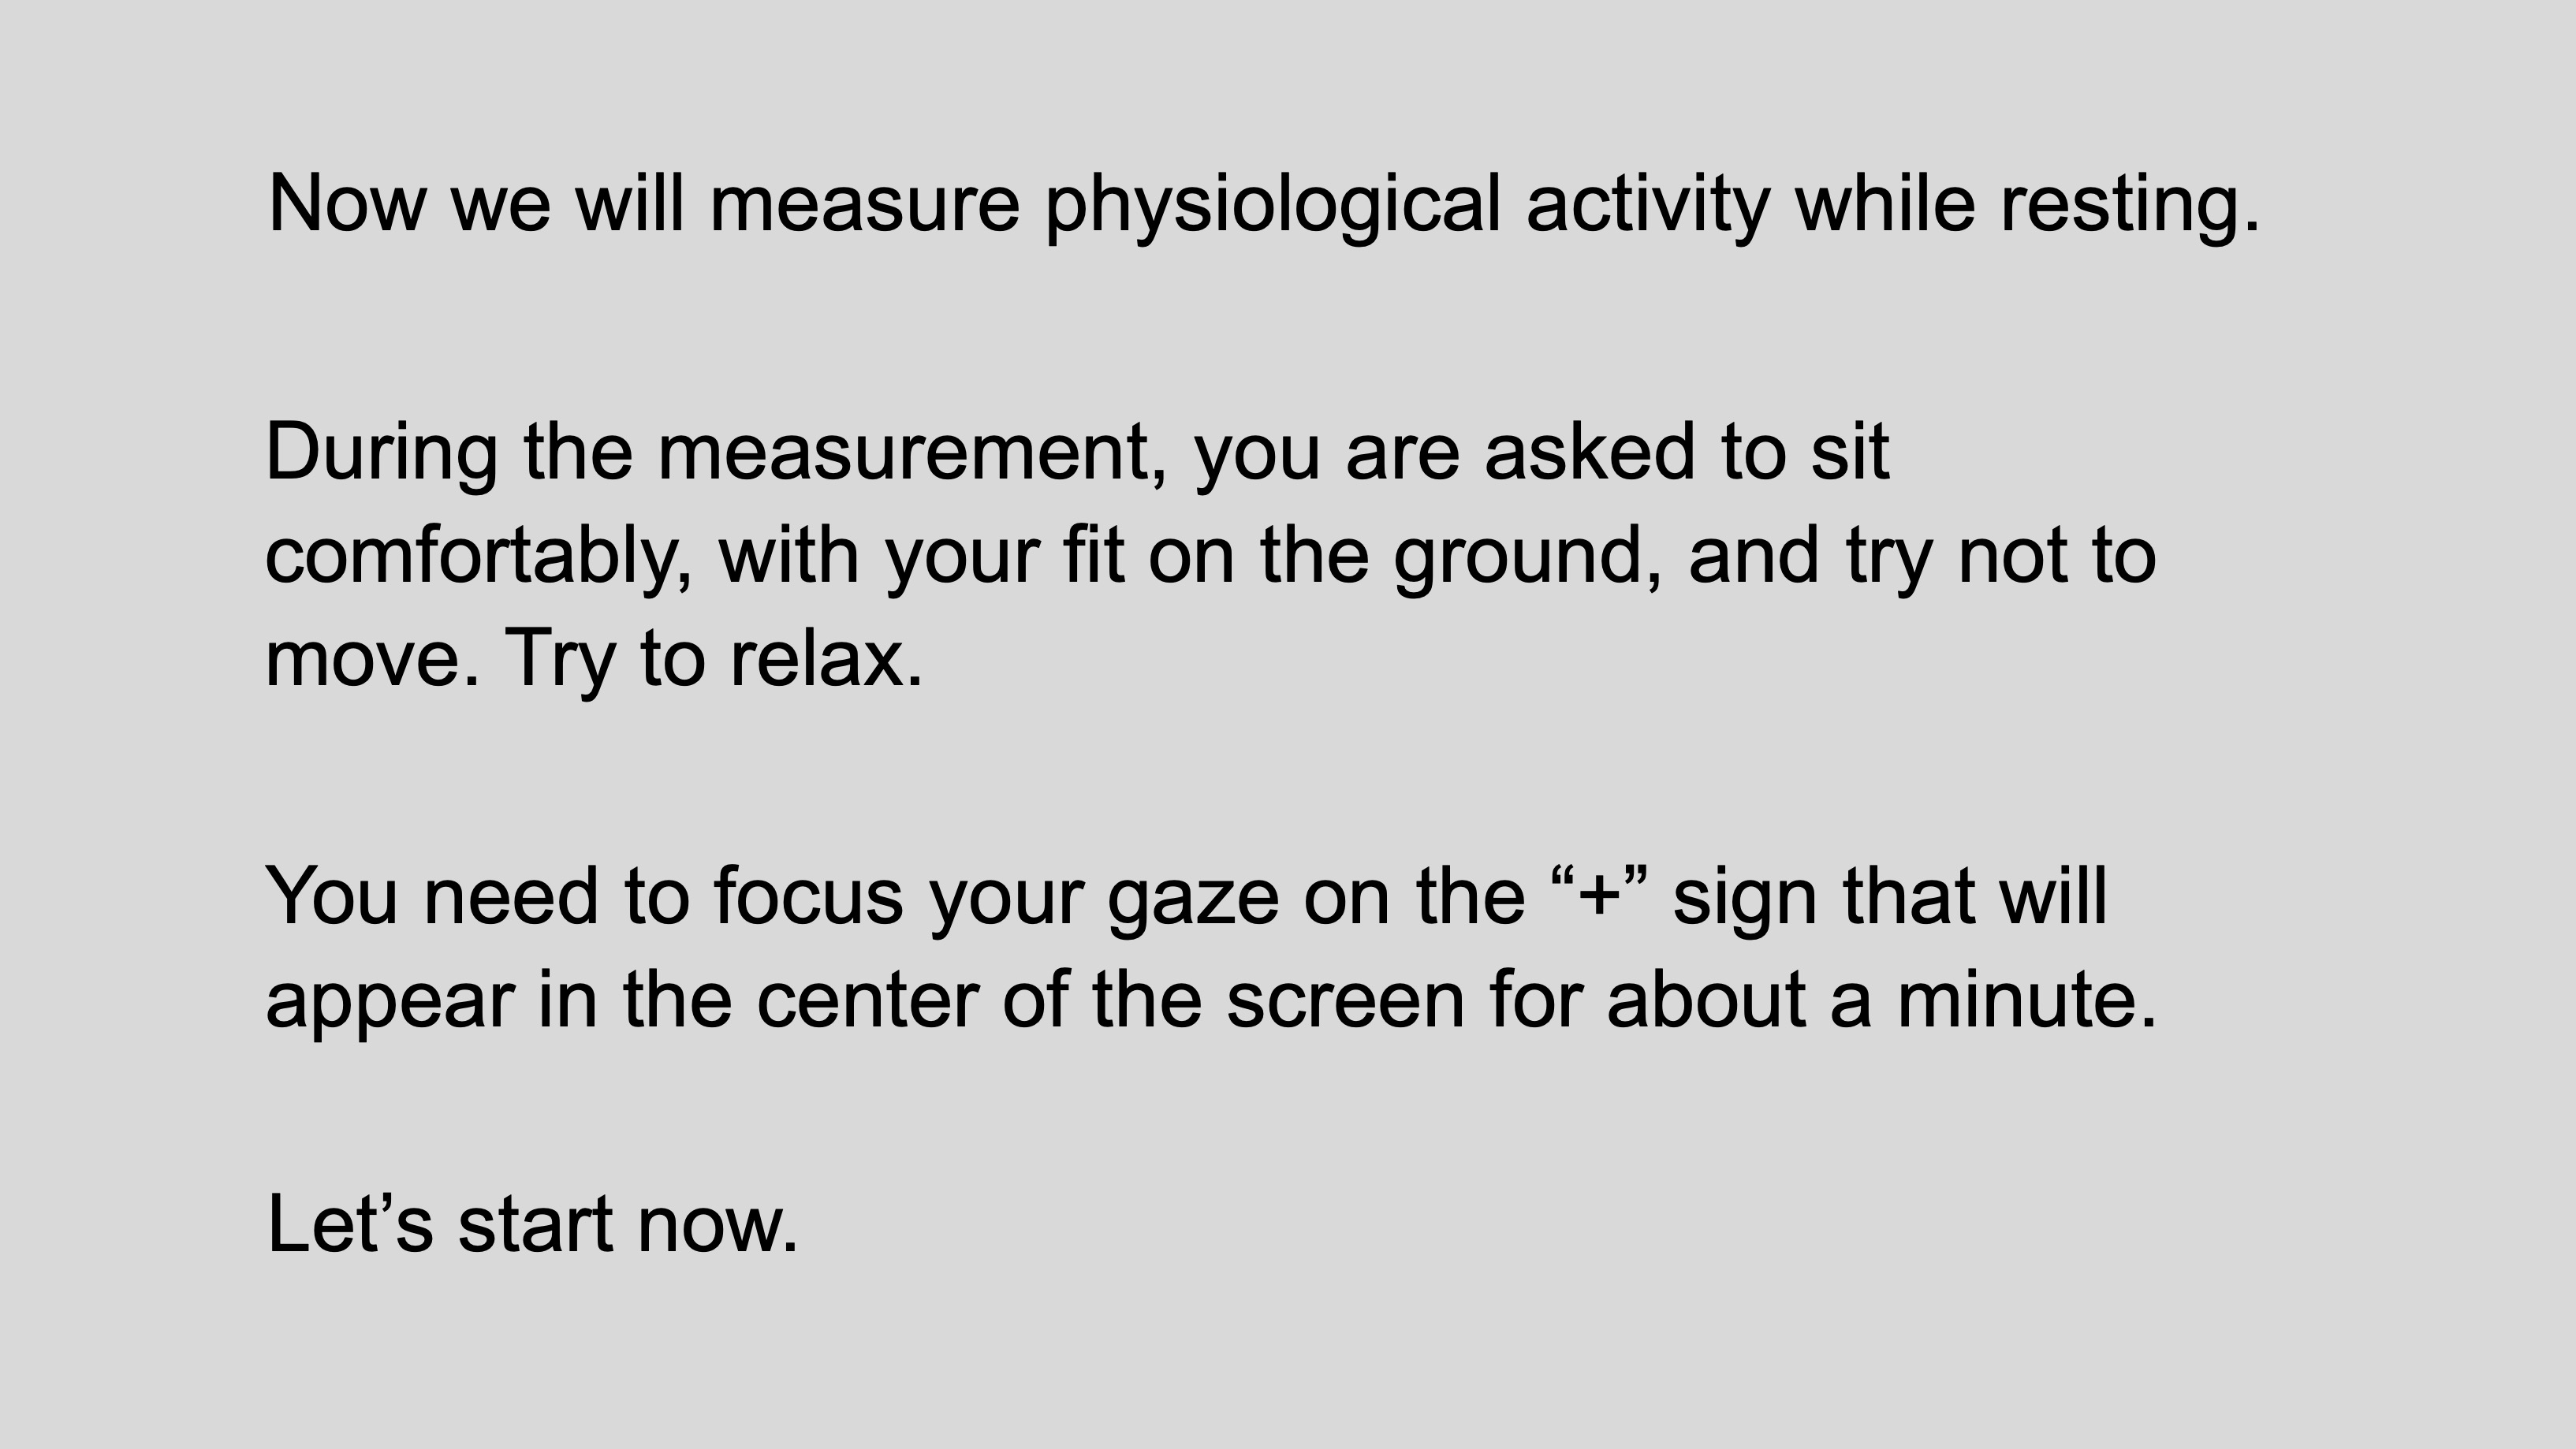 Now we will measure physiological activity while resting.
During the measurement, you are asked to sit
comfortably, with your fit on the ground, and try not to
move. Try to relax.
You need to focus your gaze on the “+” sign that will
appear in the center of the screen for about a minute.
Let’s start now.